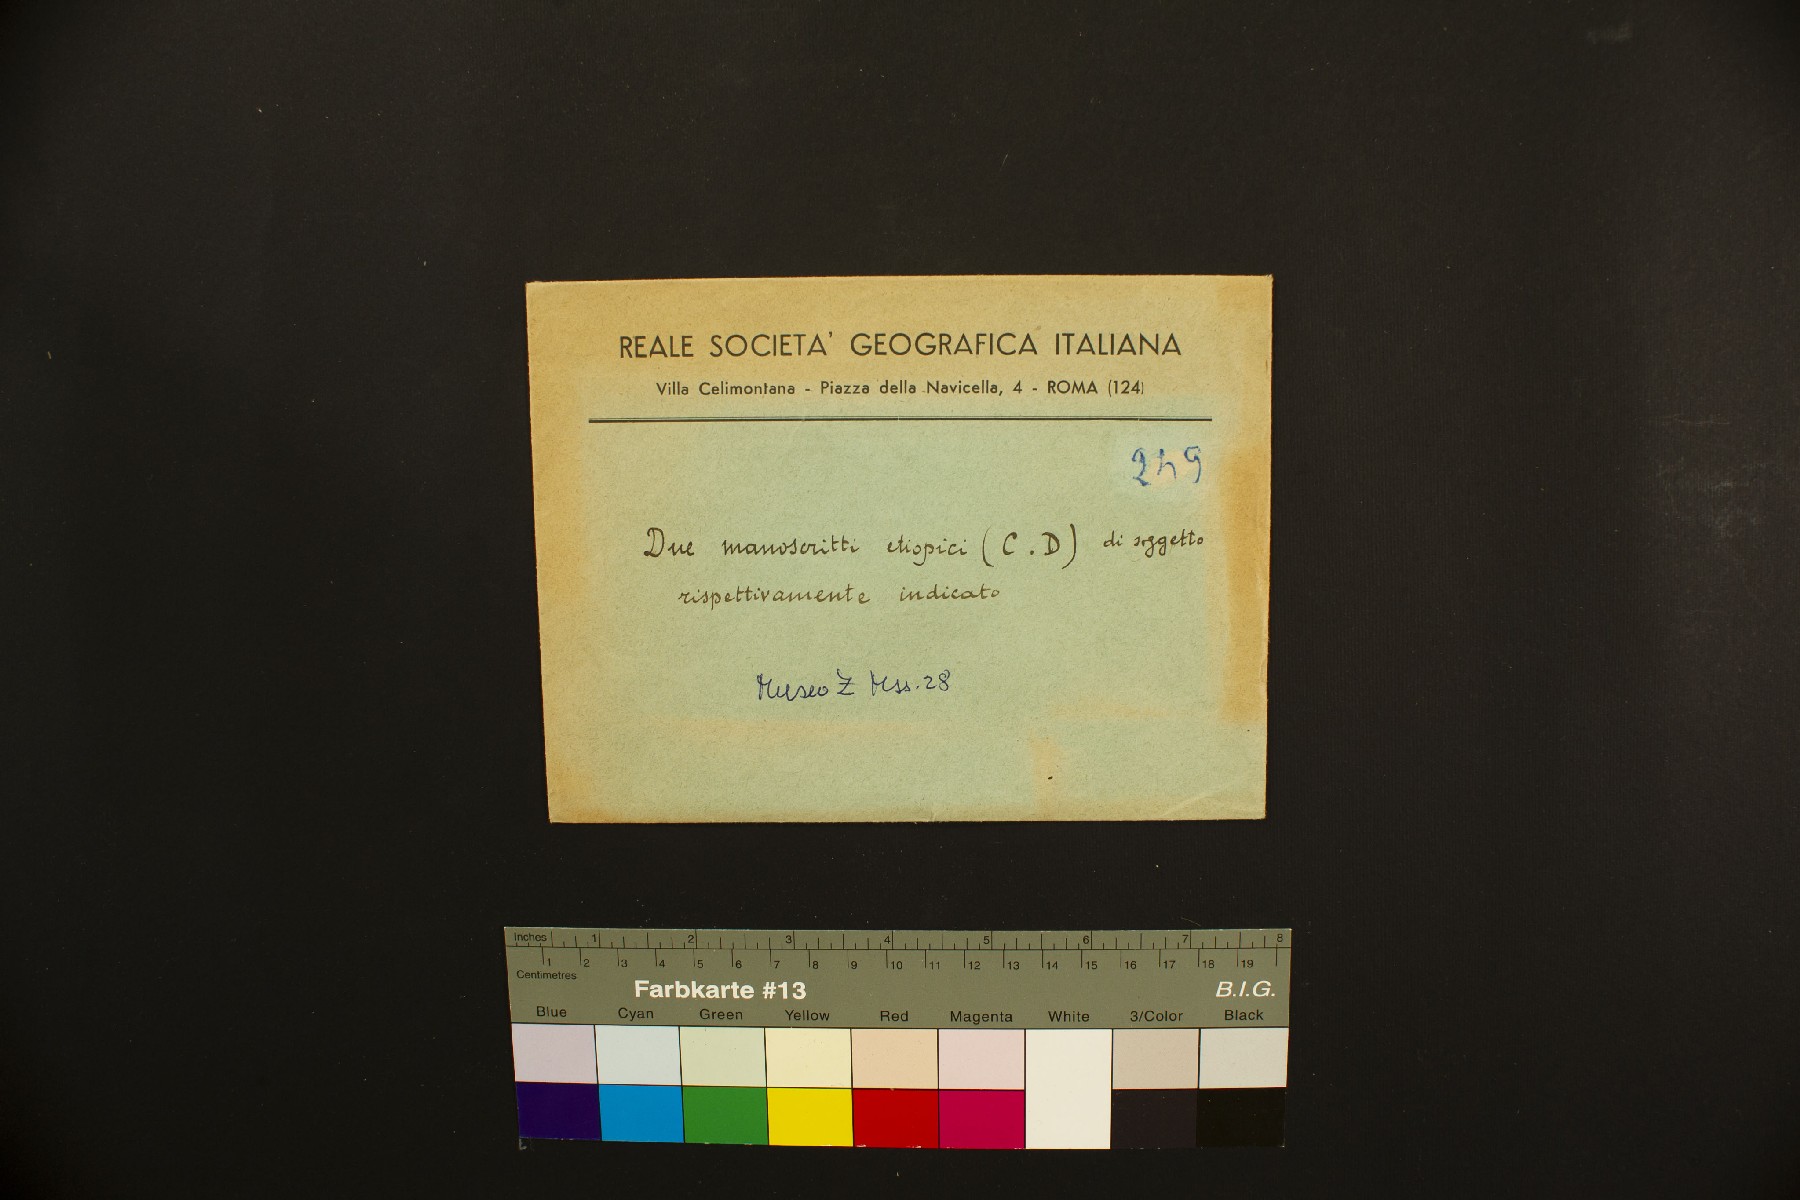 REALE SOCIETA' GEOGRAFICA ITALIANA
Villa Celimontana - Piazza della Navicella, 4 - ROMA (124)
249
Due manoscritti etiopici (C.D) di soggetto
rispettivamente indicato
Museo Z Mss. 28
Inches 1 2 3 4 5 6 7 8
1 2 3 4 5 6 7 8 9 10 11 12 13 14 15 16 17 18 19
Centimetres
Farbkarte #13 B.I.G.
Blue Cyan Green Yellow Red Magenta White 3/Color Black